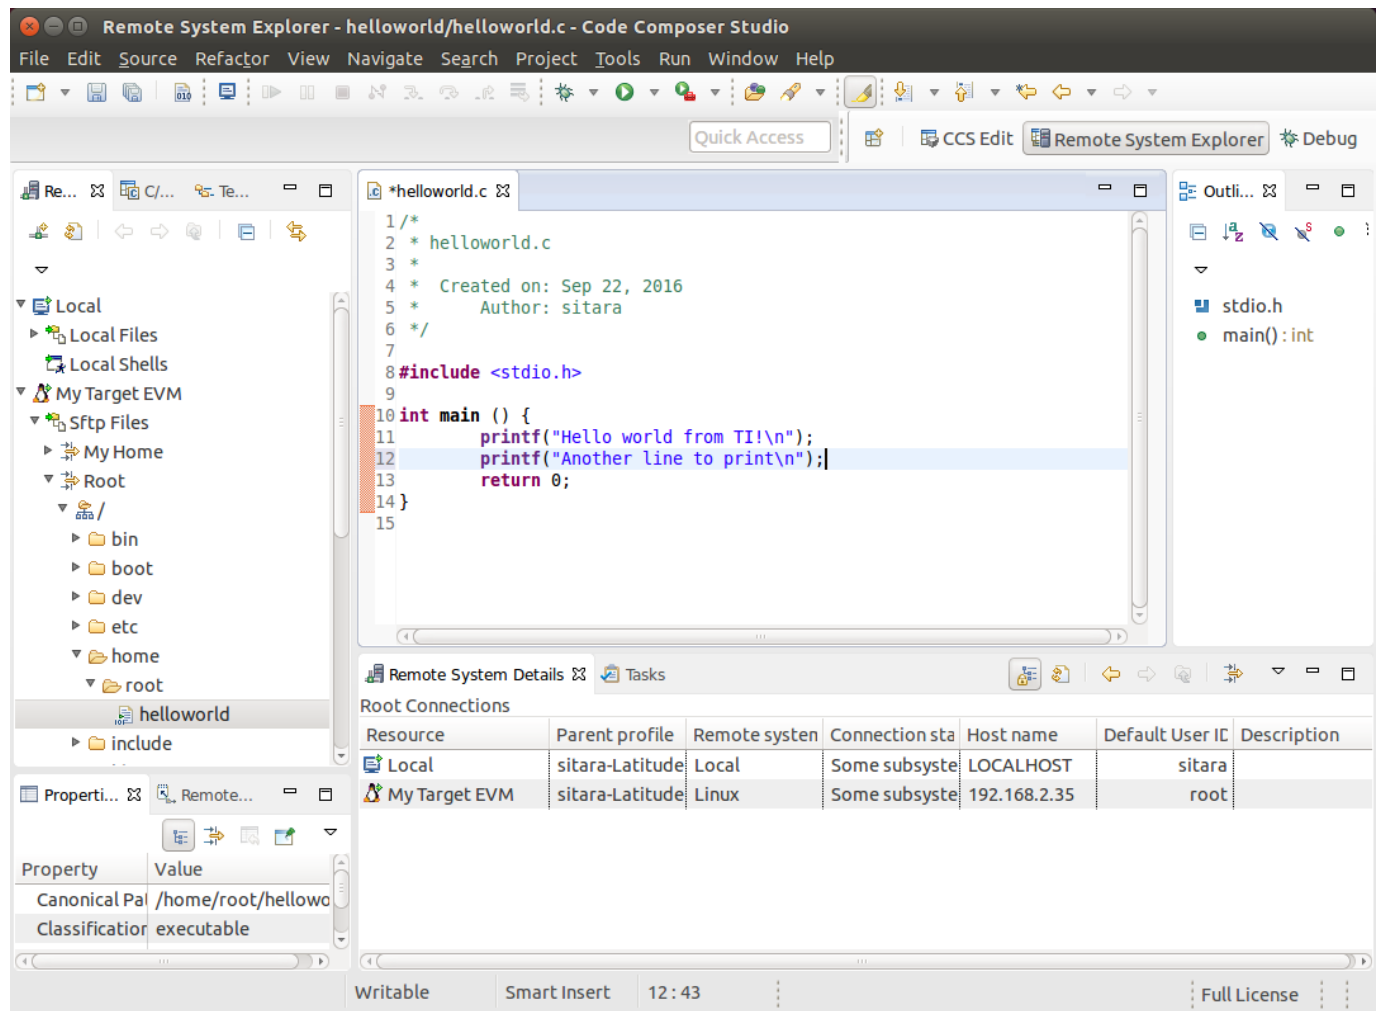 Remote System Explorer - helloworld/helloworld.c - Code Composer Studio
File Edit Source Refactor View Navigate Search Project Tools Run Window Help
010
Quick Access
CCS Edit
Remote System Explorer
Debug
Re...
C/...
Te...
Local
Local Files
Local Shells
My Target EVM
Sftp Files
My Home
Root
/
bin
boot
dev
etc
home
root
helloworld
include
*helloworld.c
1 /*
2 * helloworld.c
3 *
4 * Created on: Sep 22, 2016
5 * Author: sitara
6 */
7
8 #include <stdio.h>
9
10 int main () {
11 printf("Hello world from TI!\n");
12 printf("Another line to print\n");
13 return 0;
14 }
15
Outli...
stdio.h
main() : int
Properti...
Remote...
Property Value
Canonical Pat /home/root/hellowo
Classification executable
Remote System Details
Tasks
Root Connections
Resource Parent profile Remote system Connection sta Host name Default User ID Description
Local sitara-Latitude Local Some subsyste LOCALHOST sitara
My Target EVM sitara-Latitude Linux Some subsyste 192.168.2.35 root
Writable Smart Insert 12 : 43 Full License